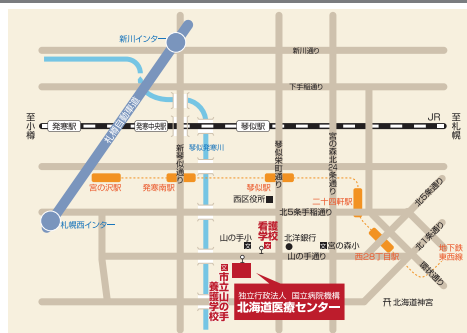 新川インター
新川通り
下手稲通り
札樽自動車道
至小樽
発寒駅
発寒中央駅
琴似駅
JR
至札幌
新琴似通り
琴似発寒川
琴似栄町通り
宮の森北24条通り
宮の沢駅
発寒南駅
琴似駅
西区役所
二十四軒駅
北5条通り
札幌西インター
北5条手稲通り
山の手小
看護学校
北洋銀行
宮の森小
山の手通り
西28丁目駅
北1条通り
地下鉄
東西線
環状通り
市立山の手
養護学校
独立行政法人 国立病院機構
北海道医療センター
北海道神宮